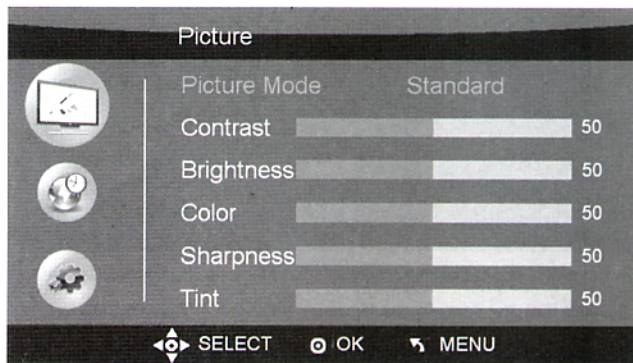 Picture
Picture Mode Standard
Contrast 50
Brightness 50
Color 50
Sharpness 50
Tint 50
SELECT OK MENU